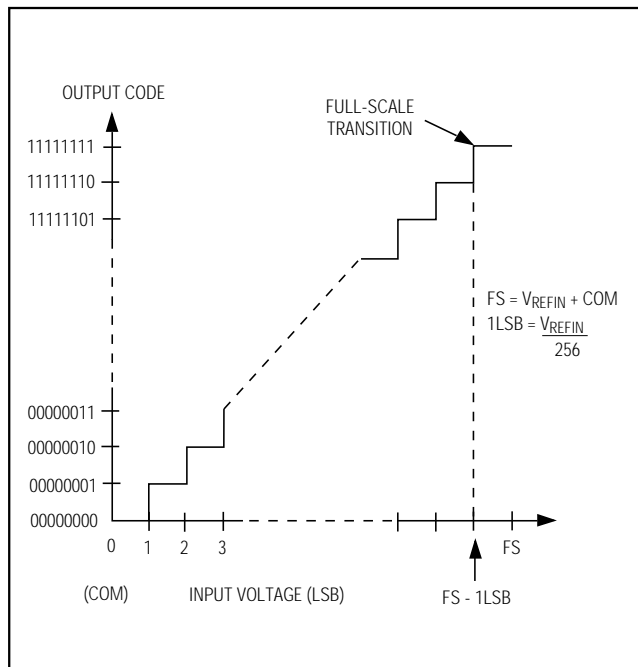 OUTPUT CODE
FULL-SCALE
TRANSITION
11111111
11111110
11111101
FS = VREFIN + COM
1LSB = VREFIN
256
00000011
00000010
00000001
00000000
0 1 2 3 FS
(COM) INPUT VOLTAGE (LSB) FS - 1LSB